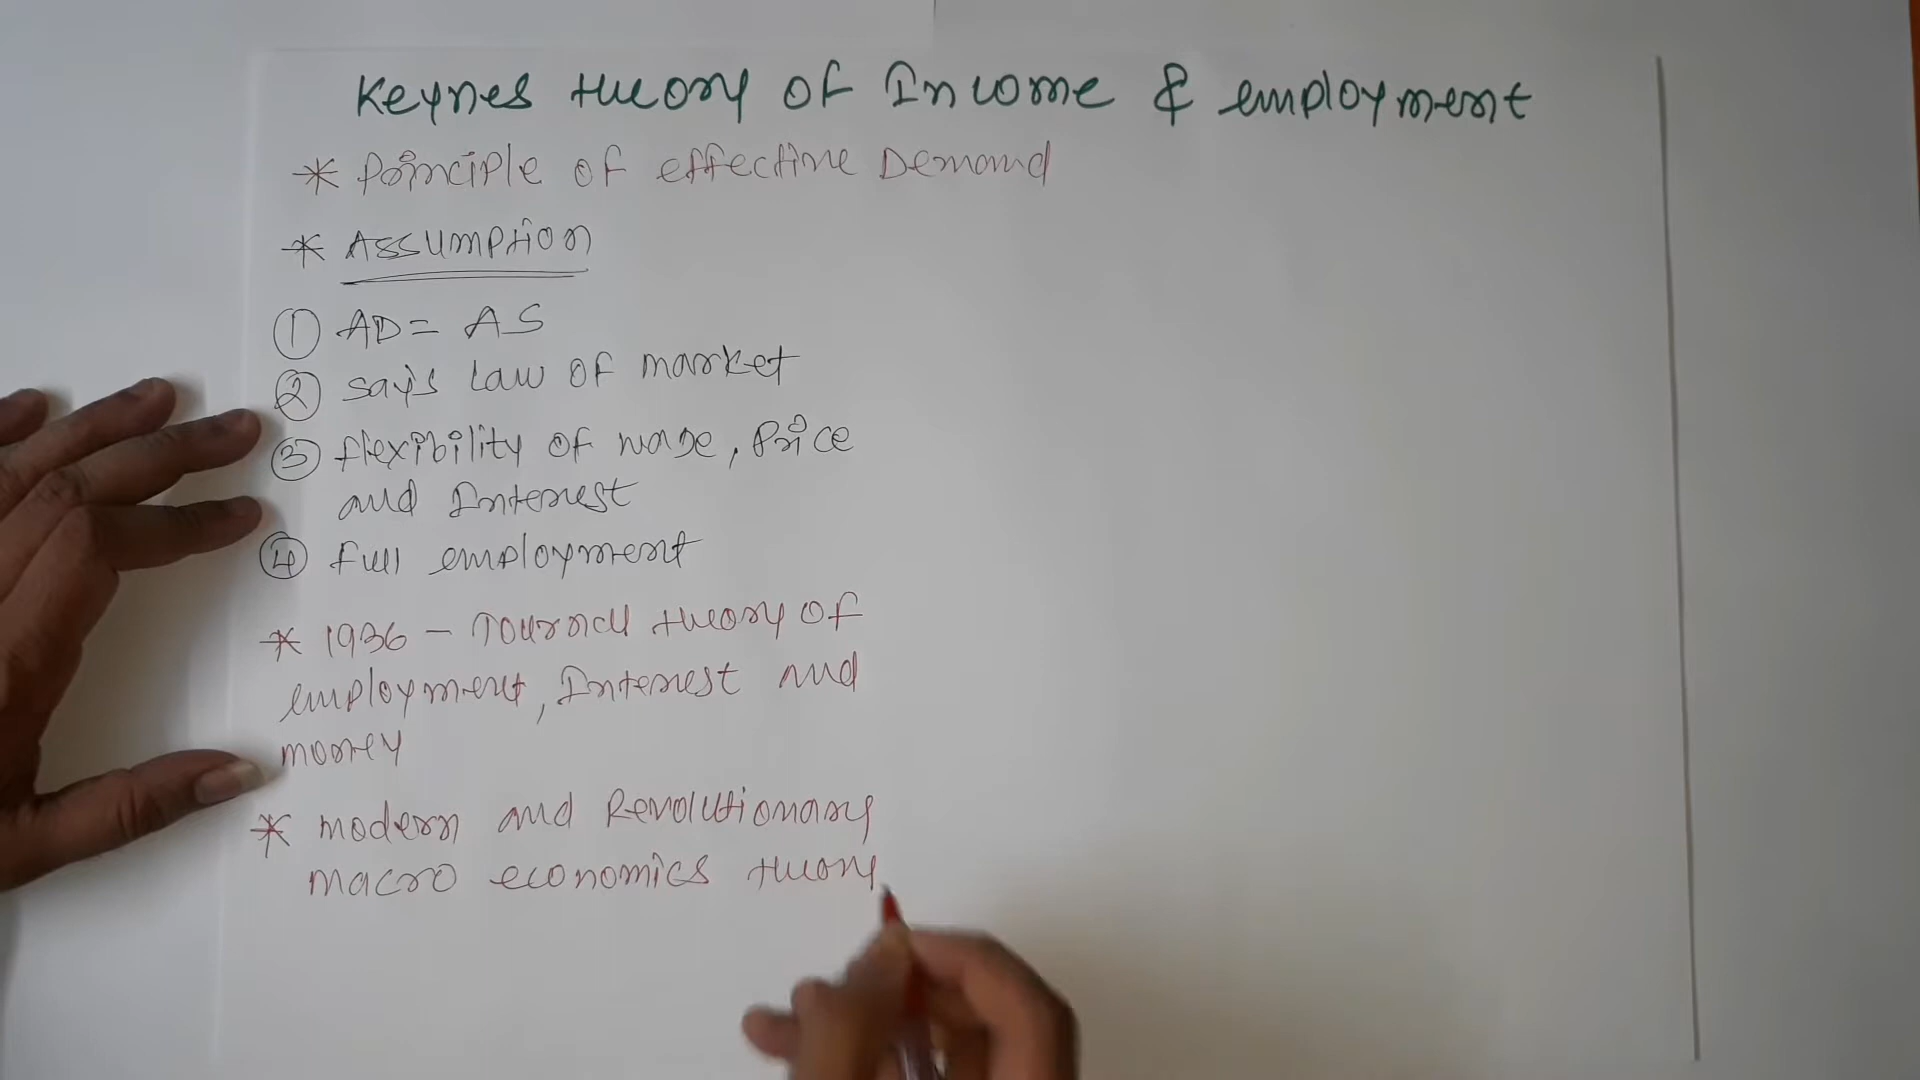 Keynes theory of Income & employment
* Principle of effective Demand
* Assumption
① AD = AS
② say's Law of market
③ flexibility of wage, Price
and Interest
④ full employment
* 1936 - Journal theory of
employment, Interest and
money
* modern and Revolutionary
macro economics theory